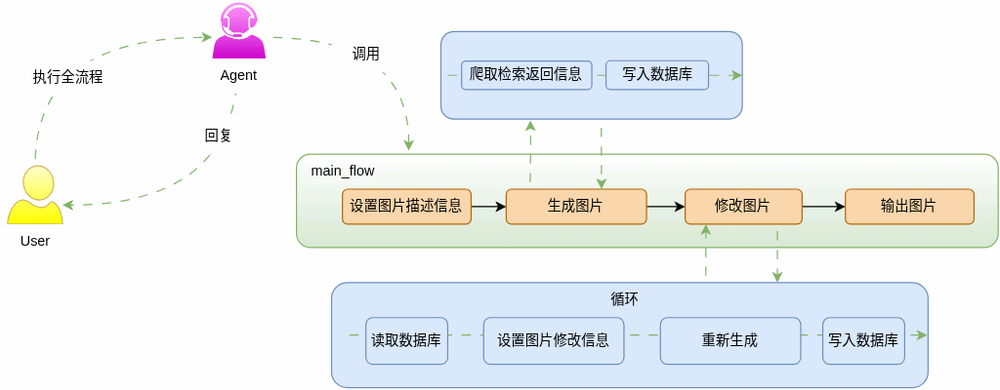 执行全流程
Agent
调用
回复
User
爬取检索返回信息
写入数据库
main_flow
设置图片描述信息
生成图片
修改图片
输出图片
循环
读取数据库
设置图片修改信息
重新生成
写入数据库